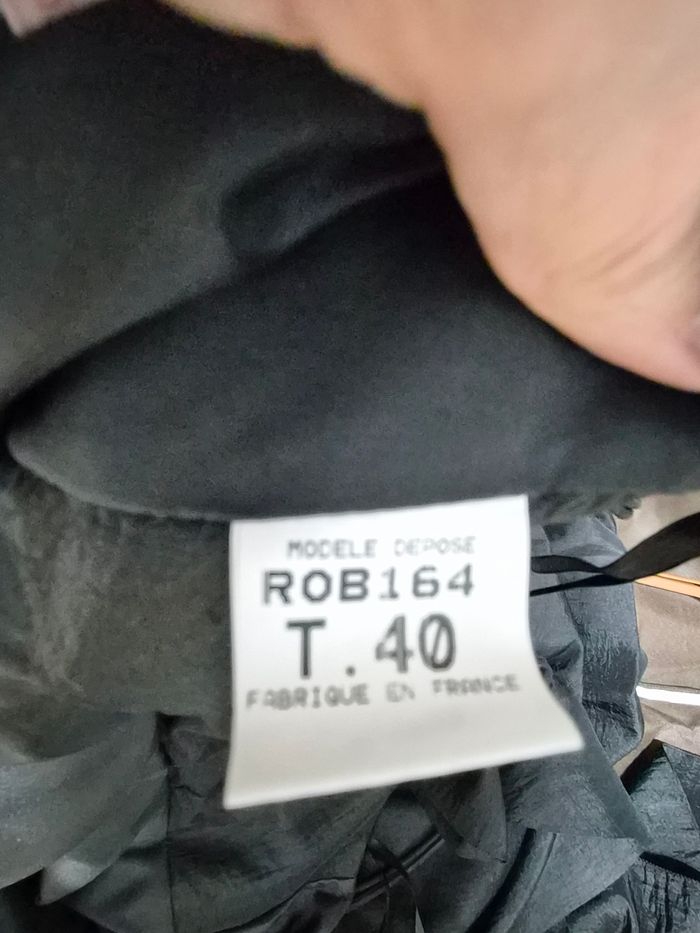 MODELE DEPOSE
ROB164
T.40
FABRIQUE EN FRANCE